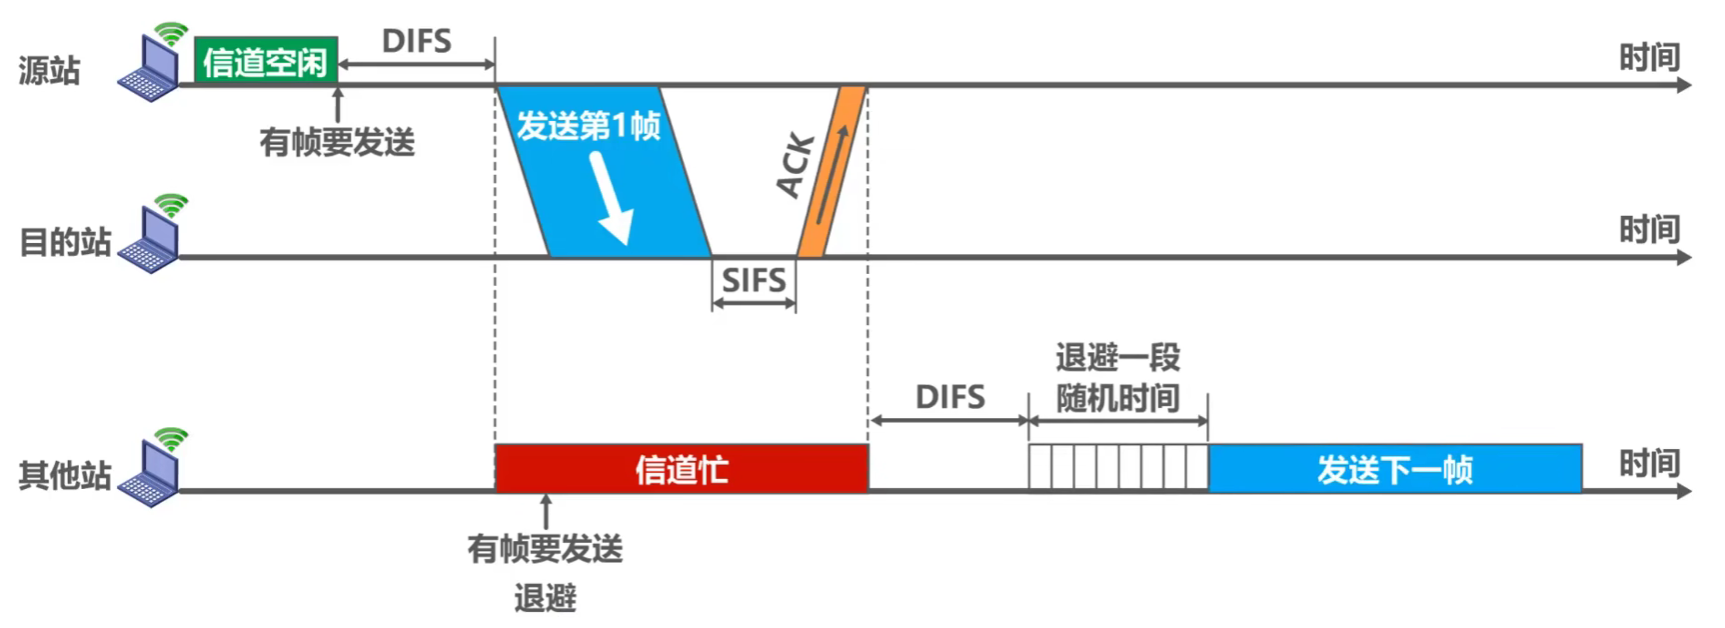 源站
信道空闲
DIFS
时间
有帧要发送
发送第1帧
ACK
目的站
时间
SIFS
退避一段
随机时间
DIFS
其他站
信道忙
发送下一帧
时间
有帧要发送
退避